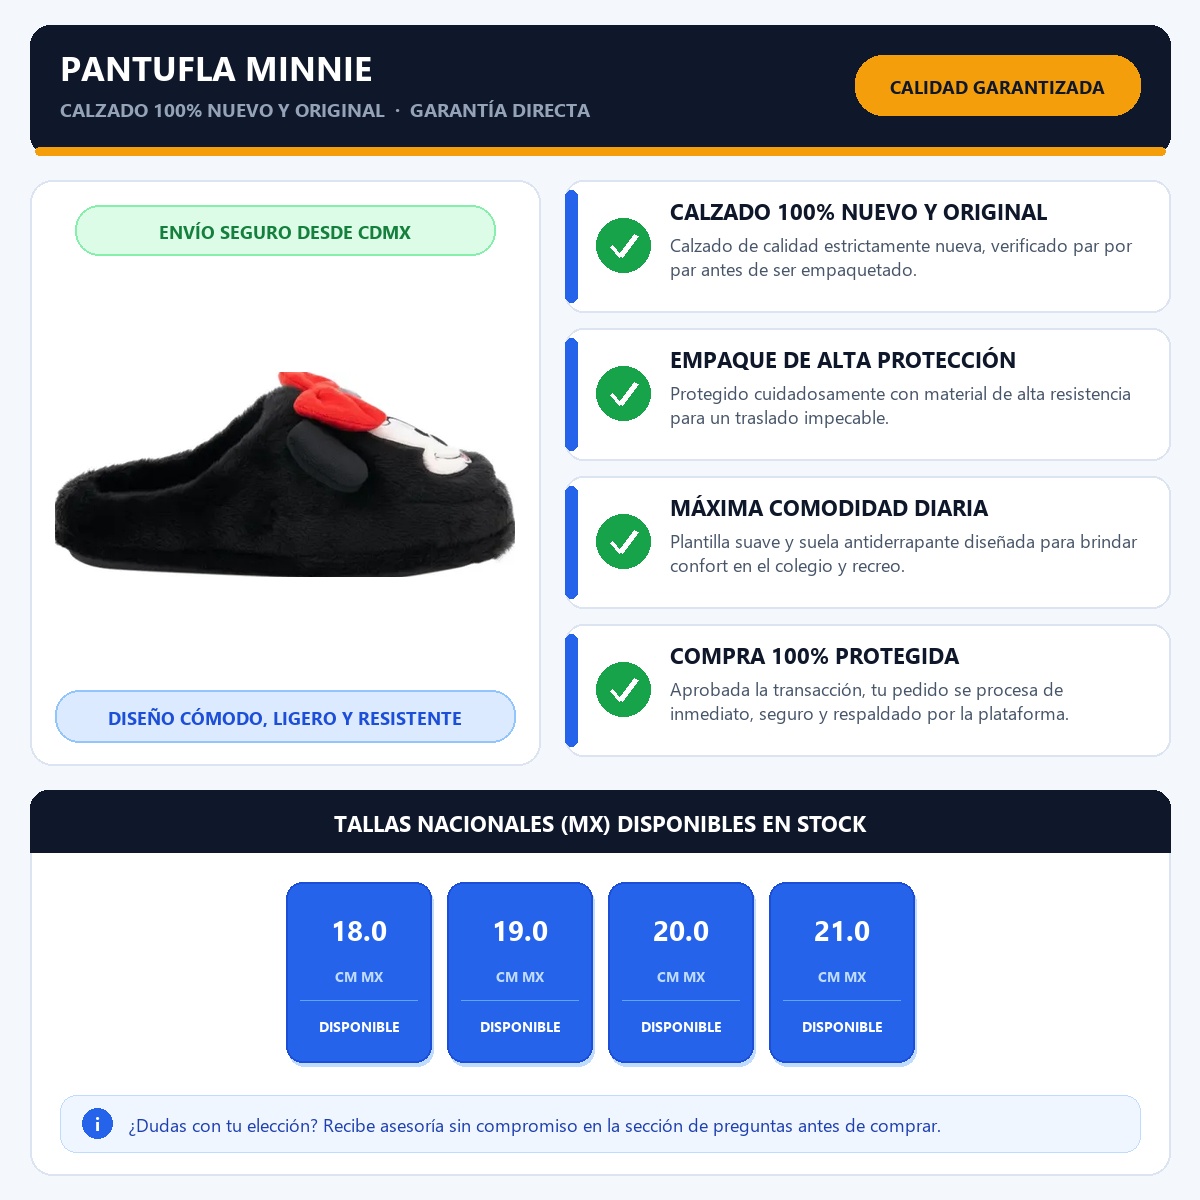 PANTUFLA MINNIE
CALZADO 100% NUEVO Y ORIGINAL · GARANTÍA DIRECTA
CALIDAD GARANTIZADA
ENVÍO SEGURO DESDE CDMX
DISEÑO CÓMODO, LIGERO Y RESISTENTE
CALZADO 100% NUEVO Y ORIGINAL
Calzado de calidad estrictamente nueva, verificado par por
par antes de ser empaquetado.
EMPAQUE DE ALTA PROTECCIÓN
Protegido cuidadosamente con material de alta resistencia
para un traslado impecable.
MÁXIMA COMODIDAD DIARIA
Plantilla suave y suela antiderrapante diseñada para brindar
confort en el colegio y recreo.
COMPRA 100% PROTEGIDA
Aprobada la transacción, tu pedido se procesa de
inmediato, seguro y respaldado por la plataforma.
TALLAS NACIONALES (MX) DISPONIBLES EN STOCK
18.0
CM MX
DISPONIBLE
19.0
CM MX
DISPONIBLE
20.0
CM MX
DISPONIBLE
21.0
CM MX
DISPONIBLE
¿Dudas con tu elección? Recibe asesoría sin compromiso en la sección de preguntas antes de comprar.